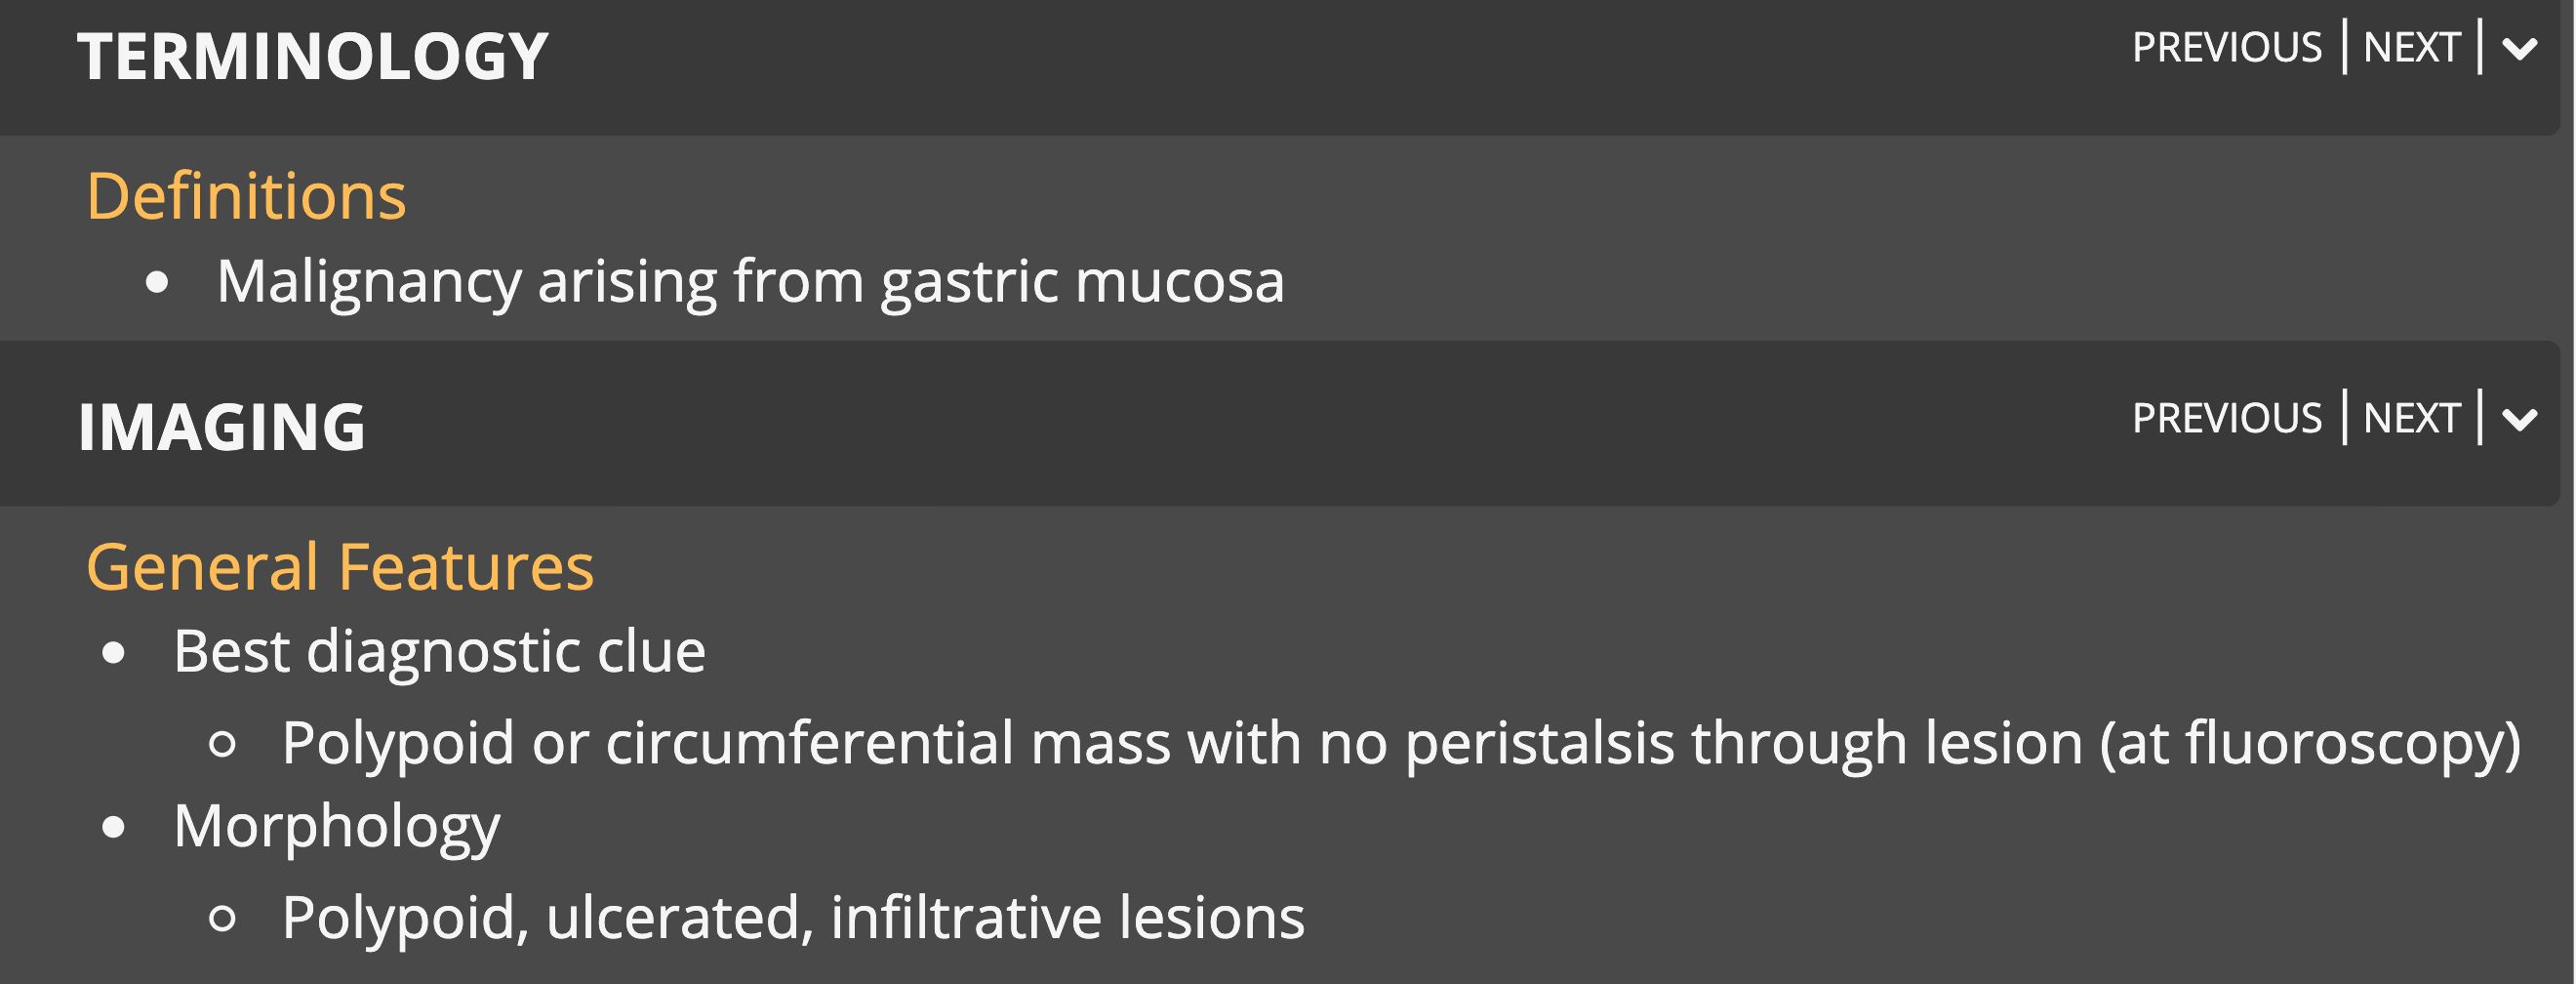 TERMINOLOGY
PREVIOUS | NEXT |
Definitions
• Malignancy arising from gastric mucosa
IMAGING
PREVIOUS | NEXT |
General Features
• Best diagnostic clue
○ Polypoid or circumferential mass with no peristalsis through lesion (at fluoroscopy)
• Morphology
○ Polypoid, ulcerated, infiltrative lesions